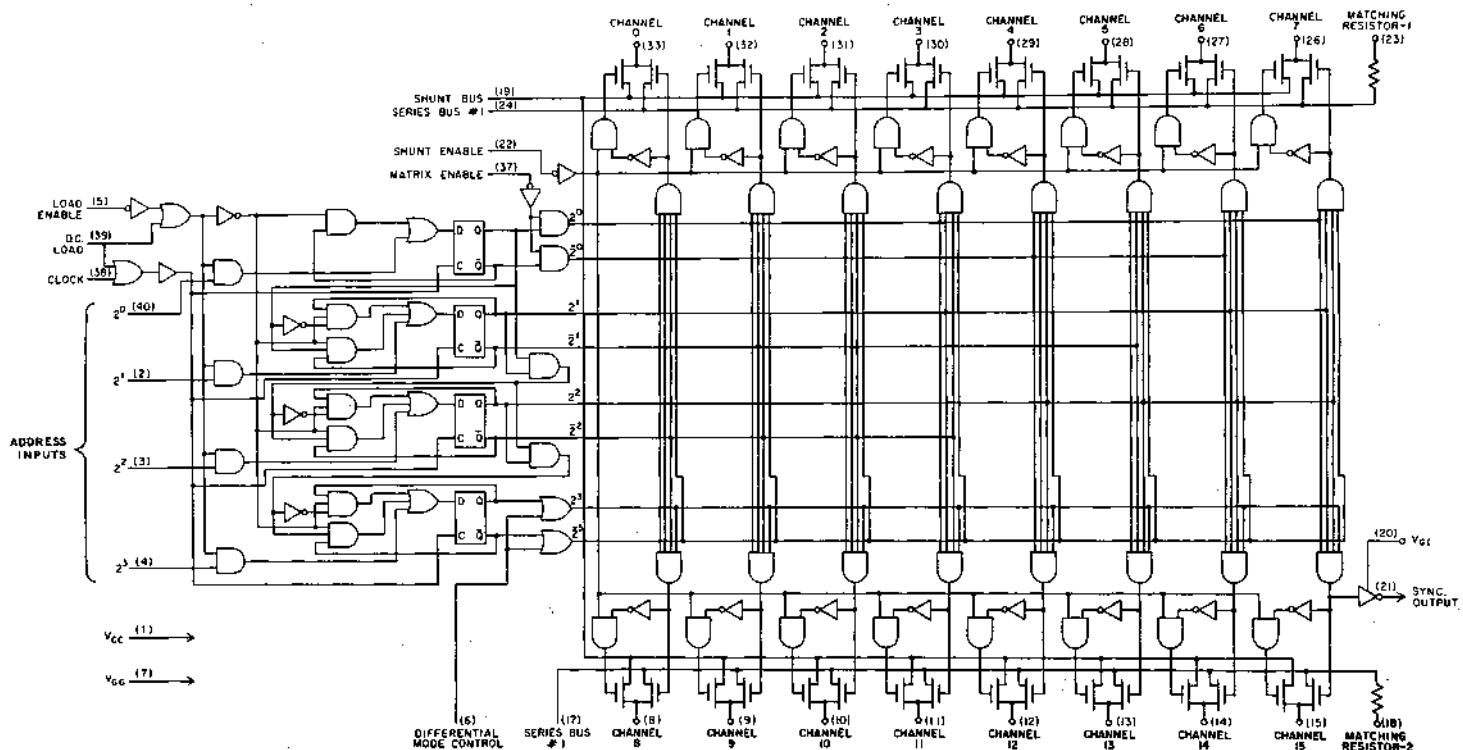 CHANNEL
0
(33)
CHANNEL
1
(32)
CHANNEL
2
(31)
CHANNEL
3
(30)
CHANNEL
4
(29)
CHANNEL
5
(28)
CHANNEL
6
(27)
CHANNEL
7
(26)
MATCHING
RESISTOR-1
(23)
SHUNT BUS (19)
SERIES BUS #1 (24)
SHUNT ENABLE (22)
MATRIX ENABLE (37)
LOAD
ENABLE (5)
D.C.
LOAD (39)
CLOCK (38)
2⁰ (40)
2¹ (2)
ADDRESS
INPUTS
2² (3)
2³ (4)
D Q
C Q̅
D Q
C Q̅
D Q
C Q̅
D Q
C Q̅
2⁰
2̅⁰
2¹
2̅¹
2²
2̅²
2³
2̅³
(20)
(21) SYNC.
OUTPUT
VCC (1)
VGG (7)
(6)
DIFFERENTIAL
MODE CONTROL
(17)
SERIES BUS
#1
(8)
CHANNEL
8
(9)
CHANNEL
9
(10)
CHANNEL
10
(11)
CHANNEL
11
(12)
CHANNEL
12
(13)
CHANNEL
13
(14)
CHANNEL
14
(15)
CHANNEL
15
(18)
MATCHING
RESISTOR-2